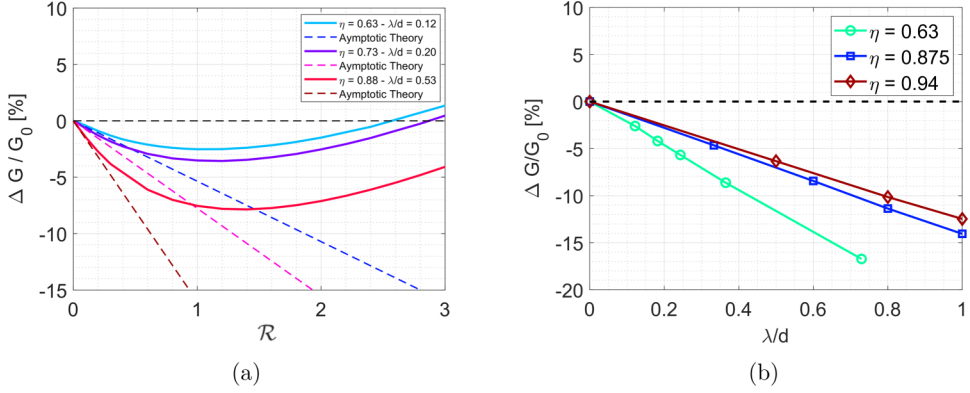 10
5
0
-5
-10
-15
Δ G / G0 [%]
η = 0.63 - λ/d = 0.12
Aymptotic Theory
η = 0.73 - λ/d = 0.20
Aymptotic Theory
η = 0.88 - λ/d = 0.53
Aymptotic Theory
0 1 2 3
ℛ
(a)
10
5
0
-5
-10
-15
-20
Δ G/G0 [%]
η = 0.63
η = 0.875
η = 0.94
0 0.2 0.4 0.6 0.8 1
λ/d
(b)